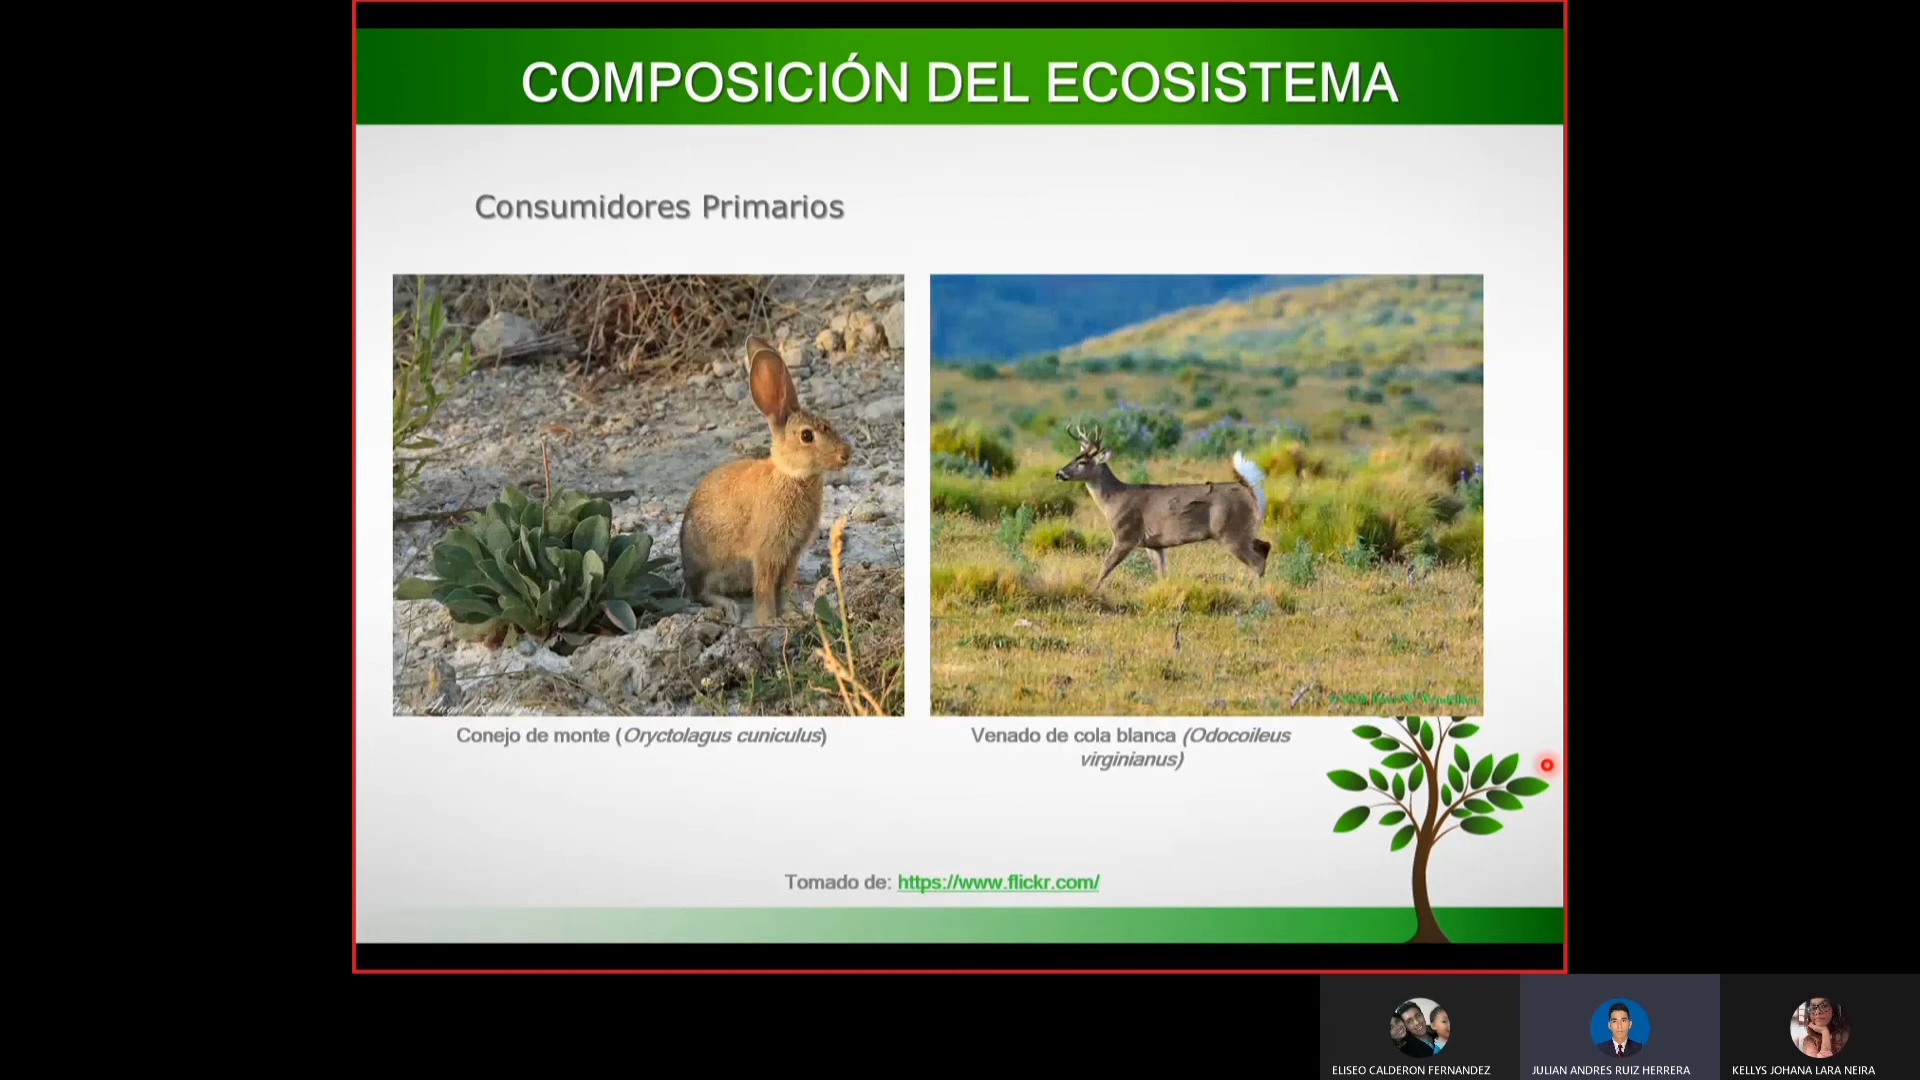 COMPOSICIÓN DEL ECOSISTEMA
Consumidores Primarios
Conejo de monte (Oryctolagus cuniculus)
Venado de cola blanca (Odocoileus
virginianus)
Tomado de: https://www.flickr.com/
ELISEO CALDERON FERNANDEZ
JULIAN ANDRES RUIZ HERRERA
KELLYS JOHANA LARA NEIRA